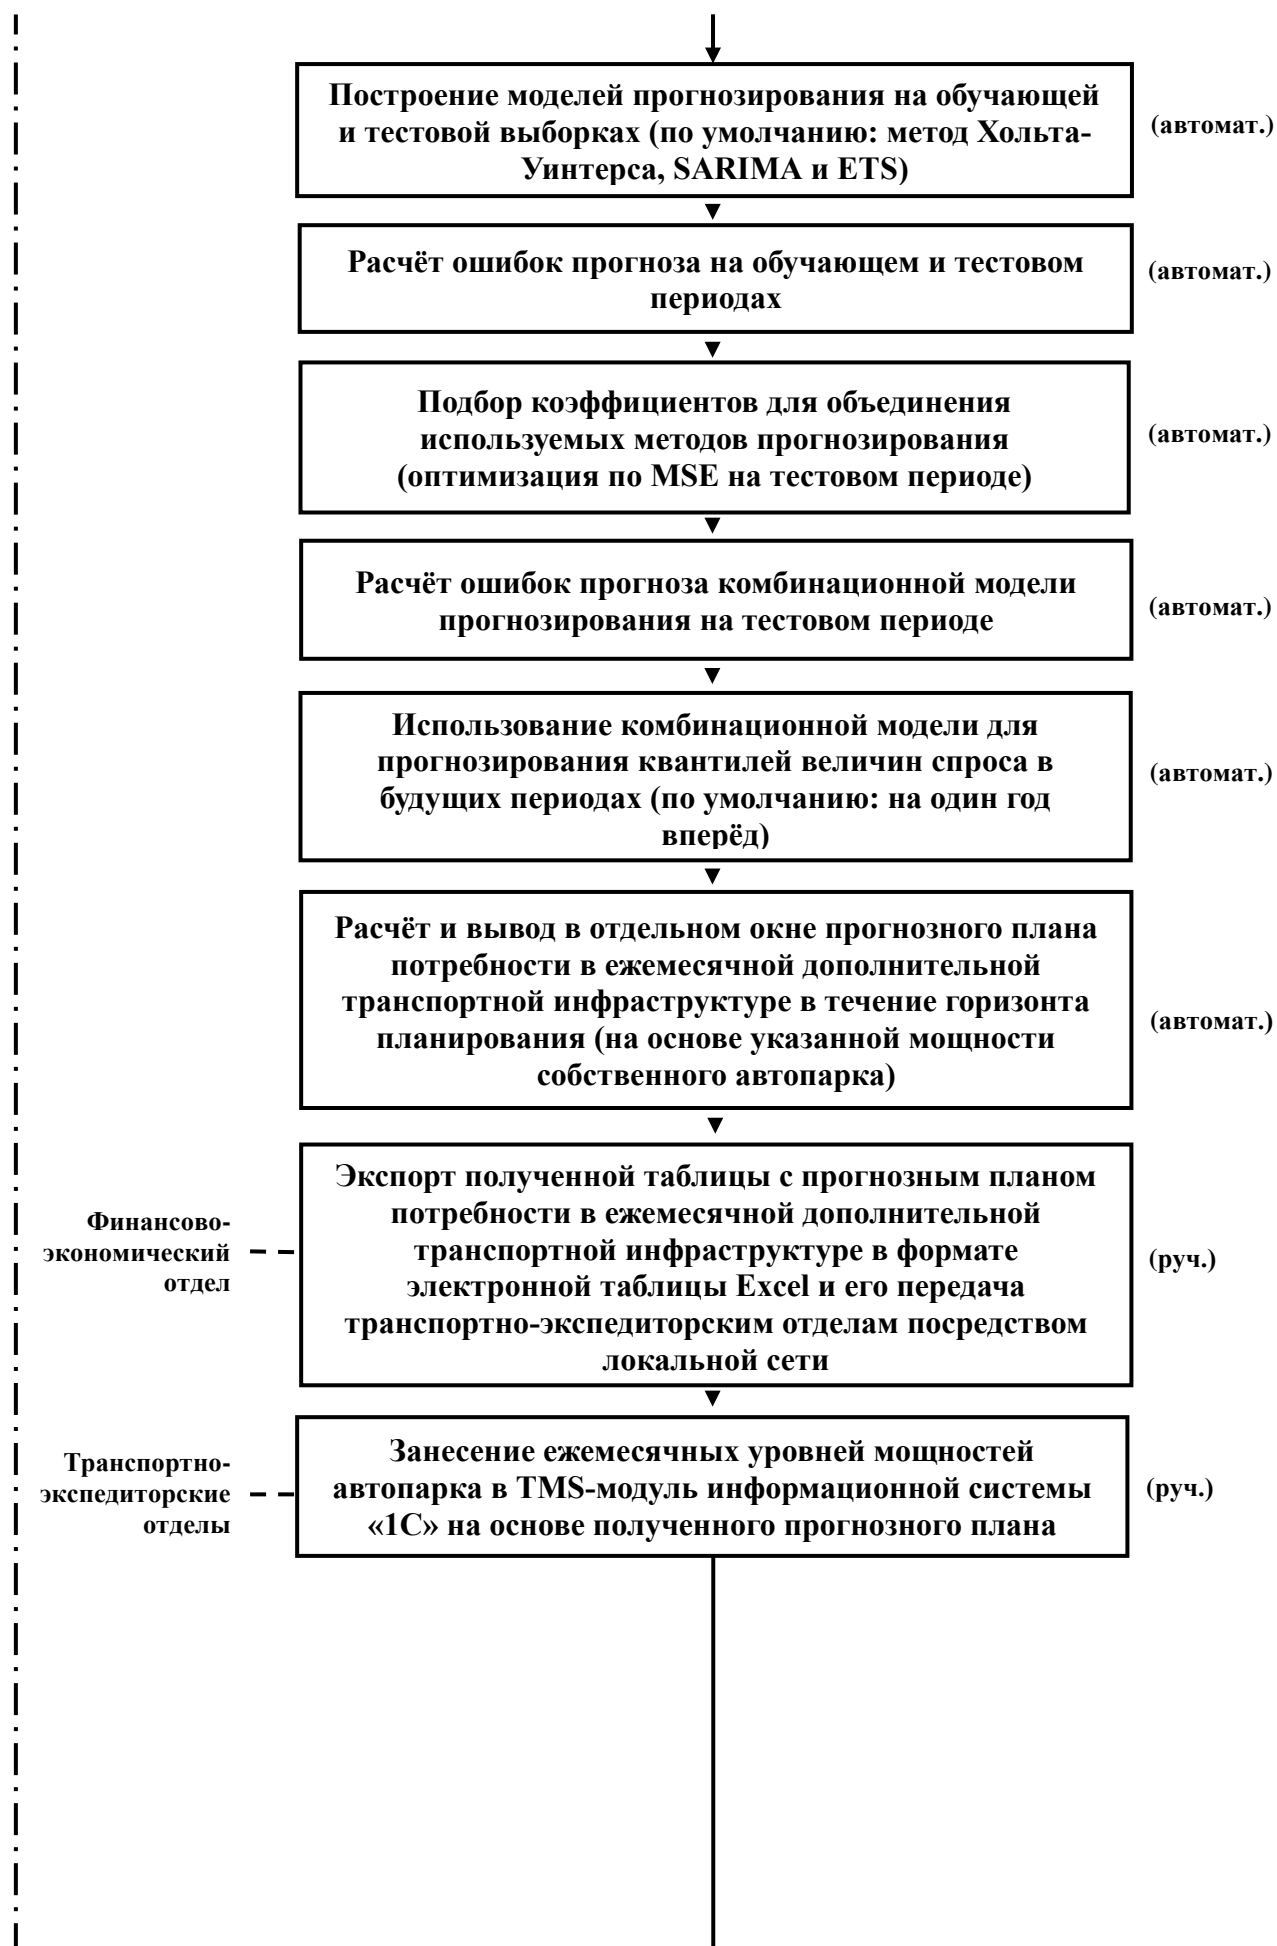 Построение моделей прогнозирования на обучающей
и тестовой выборках (по умолчанию: метод Хольта-
Уинтерса, SARIMA и ETS)
(автомат.)
Расчёт ошибок прогноза на обучающем и тестовом
периодах
(автомат.)
Подбор коэффициентов для объединения
используемых методов прогнозирования
(оптимизация по MSE на тестовом периоде)
(автомат.)
Расчёт ошибок прогноза комбинационной модели
прогнозирования на тестовом периоде
(автомат.)
Использование комбинационной модели для
прогнозирования квантилей величин спроса в
будущих периодах (по умолчанию: на один год
вперёд)
(автомат.)
Расчёт и вывод в отдельном окне прогнозного плана
потребности в ежемесячной дополнительной
транспортной инфраструктуре в течение горизонта
планирования (на основе указанной мощности
собственного автопарка)
(автомат.)
Финансово-
экономический
отдел
Экспорт полученной таблицы с прогнозным планом
потребности в ежемесячной дополнительной
транспортной инфраструктуре в формате
электронной таблицы Excel и его передача
транспортно-экспедиторским отделам посредством
локальной сети
(руч.)
Транспортно-
экспедиторские
отделы
Занесение ежемесячных уровней мощностей
автопарка в TMS-модуль информационной системы
«1С» на основе полученного прогнозного плана
(руч.)